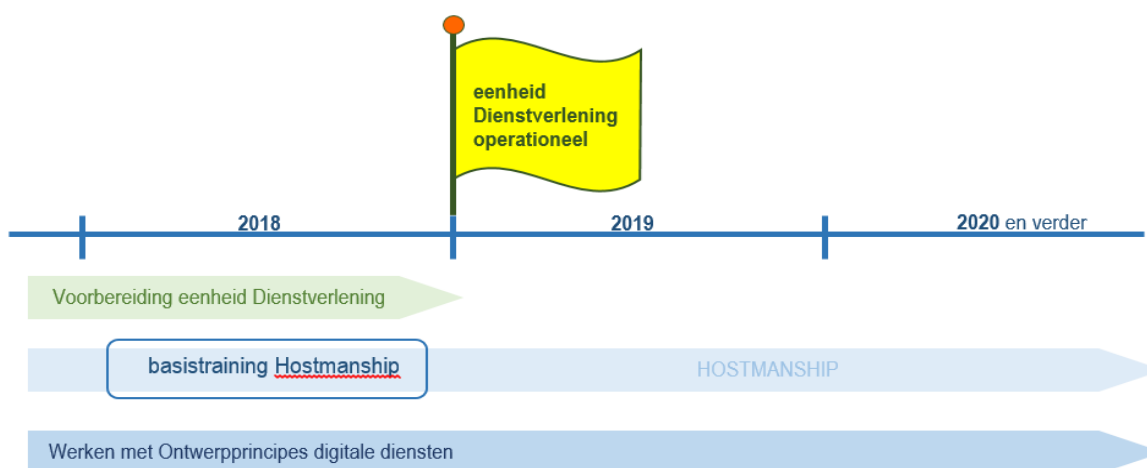 eenheid
Dienstverlening
operationeel
2018
2019
2020 en verder
Voorbereiding eenheid Dienstverlening
basistraining Hostmanship
HOSTMANSHIP
Werken met Ontwerpprincipes digitale diensten